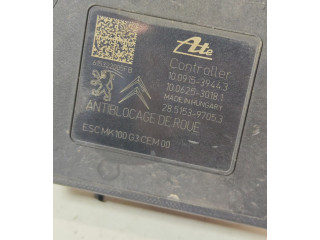 Ate
Controller
10.0915-3944.3
10.0625-3018.1
MADE IN HUNGARY
28.5153-9705.3
ANTIBLOCAGE DE ROUE
ESC MK100 G3 CEM 00